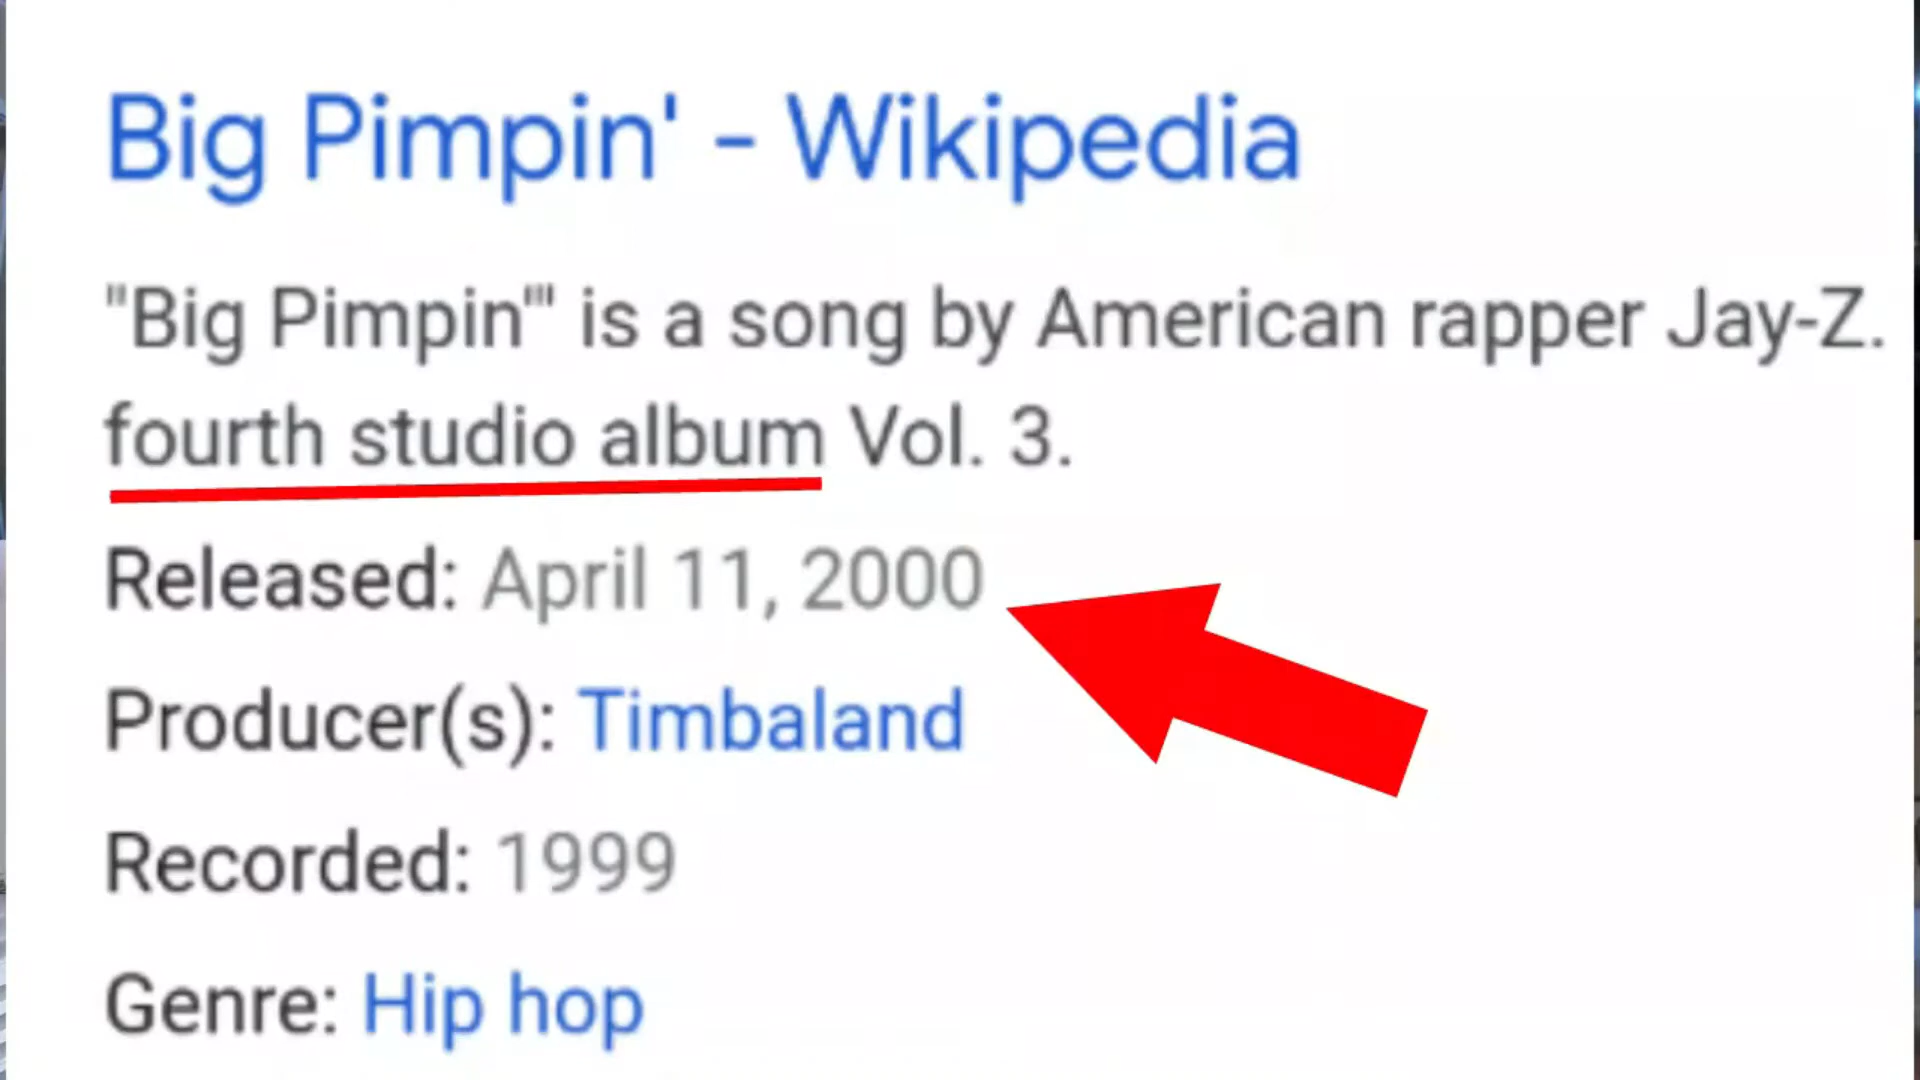 Big Pimpin' - Wikipedia
"Big Pimpin'" is a song by American rapper Jay-Z.
fourth studio album Vol. 3.
Released: April 11, 2000
Producer(s): Timbaland
Recorded: 1999
Genre: Hip hop